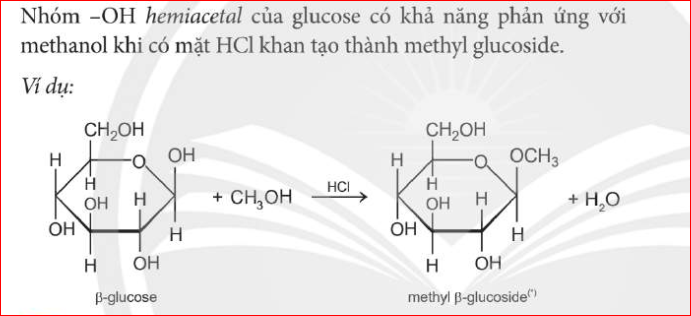 Nhóm –OH hemiacetal của glucose có khả năng phản ứng với
methanol khi có mặt HCl khan tạo thành methyl glucoside.
Ví dụ:
CH₂OH CH₂OH
H O OH H O OCH₃
H HCl H
OH H + CH₃OH OH H + H₂O
OH H OH H
H OH H OH
β-glucose methyl β-glucoside(*)